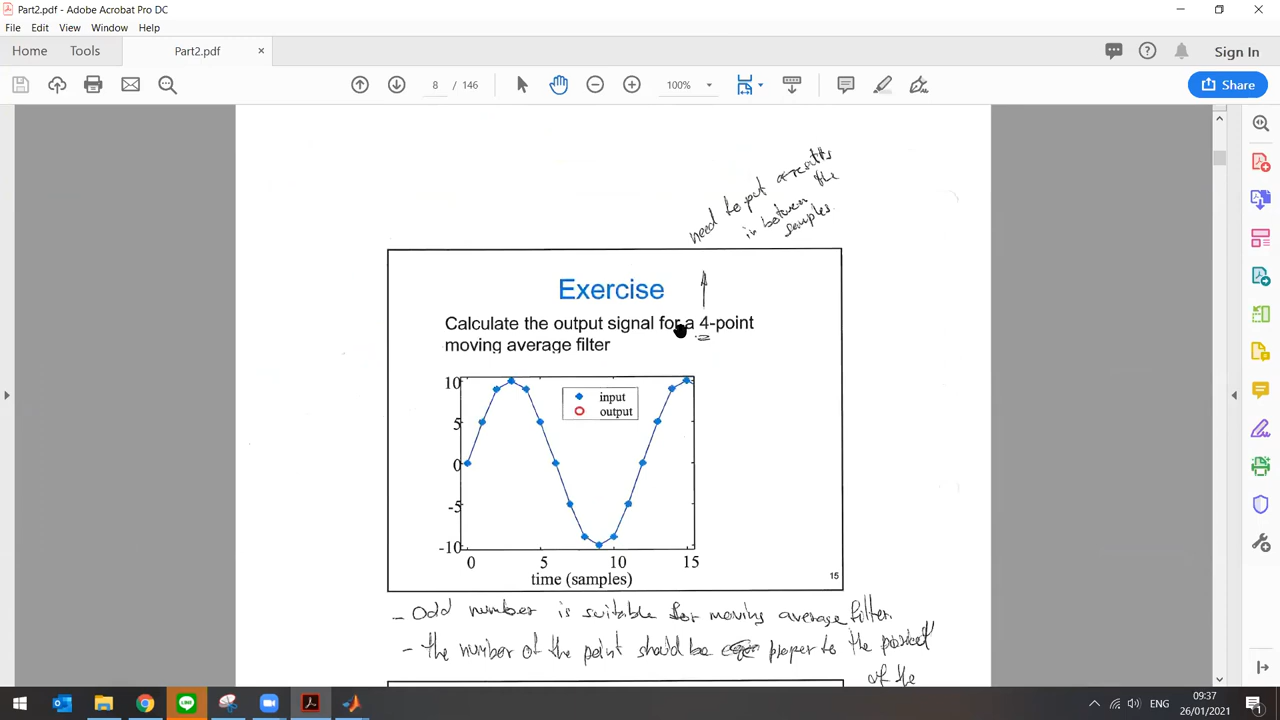 Part2.pdf - Adobe Acrobat Pro DC
File Edit View Window Help
Home Tools Part2.pdf × Sign In
8 / 146 100% Share
need to put results
in between the
samples.
Exercise
Calculate the output signal for a 4-point
moving average filter
10
5
0
-5
-10
input
output
0 5 10 15
time (samples)
15
- Odd number is suitable for moving average filter.
- the number of the point should be proper to the period
of the
09:37
ENG
26/01/2021
1